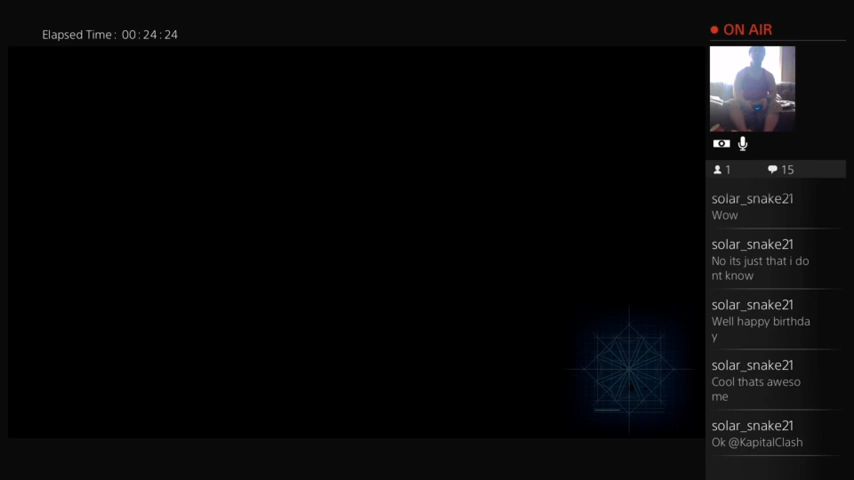 Elapsed Time: 00:24:24
ON AIR
1 15
solar_snake21
Wow
solar_snake21
No its just that i do
nt know
solar_snake21
Well happy birthda
y
solar_snake21
Cool thats aweso
me
solar_snake21
Ok @KapitalClash